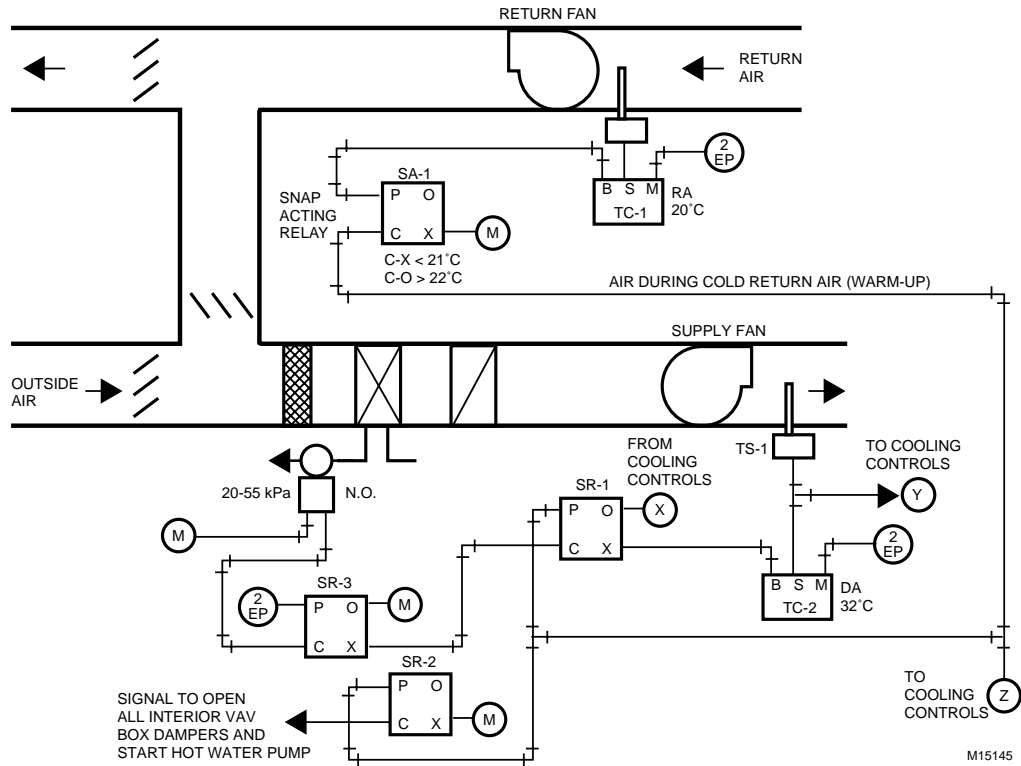 RETURN FAN
RETURN
AIR
2
EP
SA-1
P O
C X
SNAP
ACTING
RELAY
M
B S M
TC-1
RA
20˚C
C-X < 21˚C
C-O > 22˚C
AIR DURING COLD RETURN AIR (WARM-UP)
SUPPLY FAN
OUTSIDE
AIR
TS-1
FROM
COOLING
CONTROLS
TO COOLING
CONTROLS
Y
20-55 kPa
N.O.
SR-1
P O
C X
X
M
2
EP
B S M
TC-2
DA
32˚C
SR-3
2
EP
P O
C X
M
SR-2
P O
C X
M
SIGNAL TO OPEN
ALL INTERIOR VAV
BOX DAMPERS AND
START HOT WATER PUMP
TO
COOLING
CONTROLS
Z
M15145